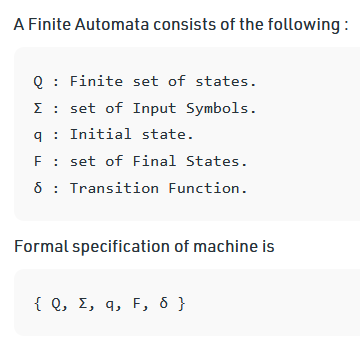 A Finite Automata consists of the following :
Q : Finite set of states.
Σ : set of Input Symbols.
q : Initial state.
F : set of Final States.
δ : Transition Function.
Formal specification of machine is
{ Q, Σ, q, F, δ }